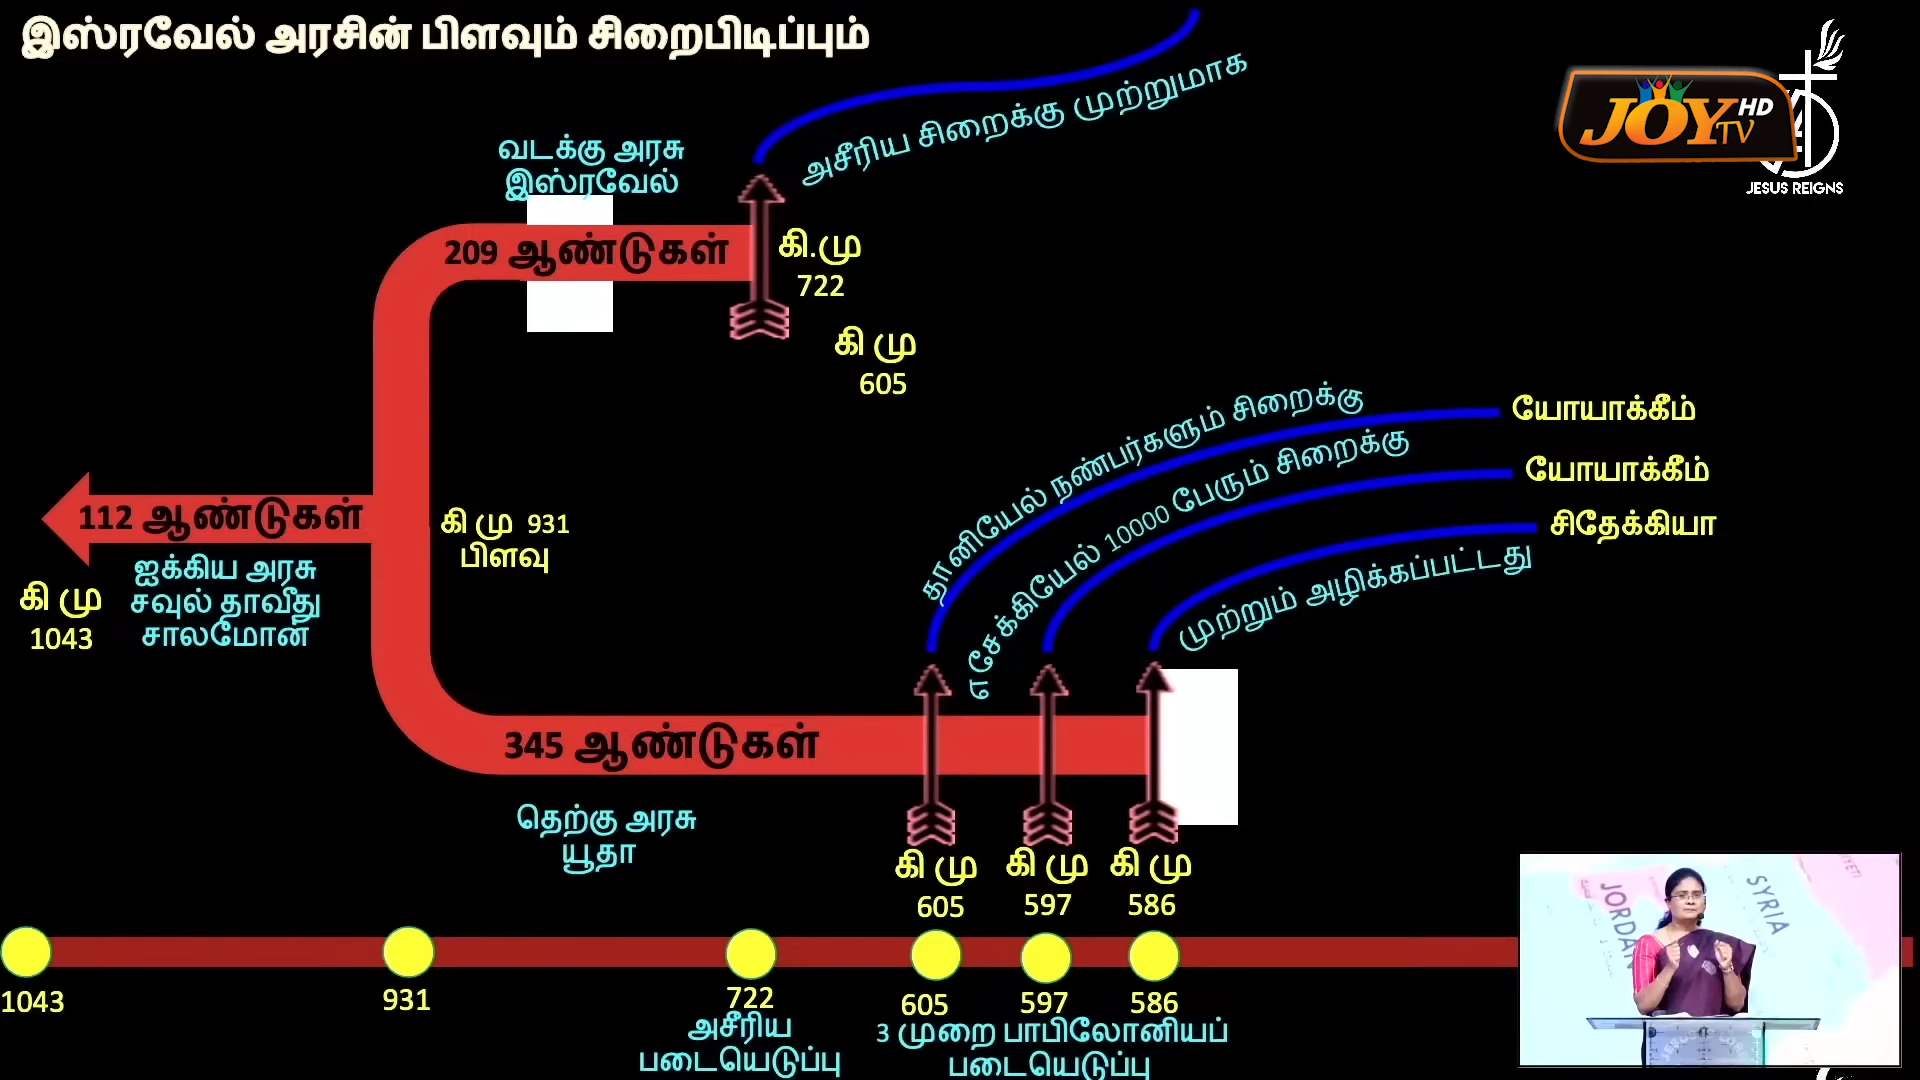 இஸ்ரவேல் அரசின் பிளவும் சிறைபிடிப்பும்
JOY TV HD
JESUS REIGNS
அசீரிய சிறைக்கு முற்றுமாக
வடக்கு அரசு
இஸ்ரவேல்
209 ஆண்டுகள்
கி.மு
722
கி மு
605
தானியேல் நண்பர்களும் சிறைக்கு
யோயாக்கீம்
எசேக்கியேல் 10000 பேரும் சிறைக்கு
யோயாக்கீம்
முற்றும் அழிக்கப்பட்டது
சிதேக்கியா
112 ஆண்டுகள்
கி மு 931
பிளவு
ஐக்கிய அரசு
சவுல் தாவீது
சாலமோன்
கி மு
1043
345 ஆண்டுகள்
தெற்கு அரசு
யூதா
கி மு
605
கி மு
597
கி மு
586
JORDAN
SYRIA
1043
931
722
605
597
586
அசீரிய
படையெடுப்பு
3 முறை பாபிலோனியப்
படையெடுப்பு